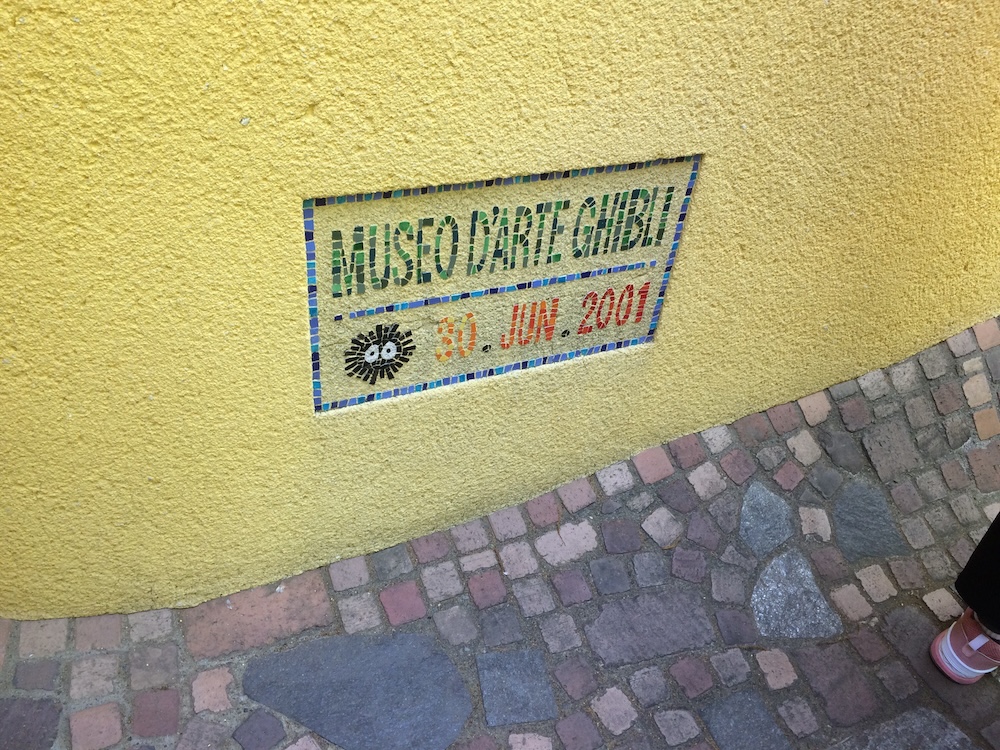 MUSEO D'ARTE GHIBLI
30. JUN. 2001